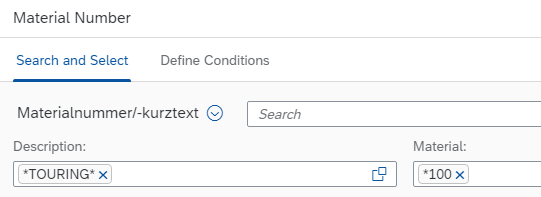 Material Number
Search and Select Define Conditions
Materialnummer/-kurztext Search
Description: Material:
*TOURING* *100